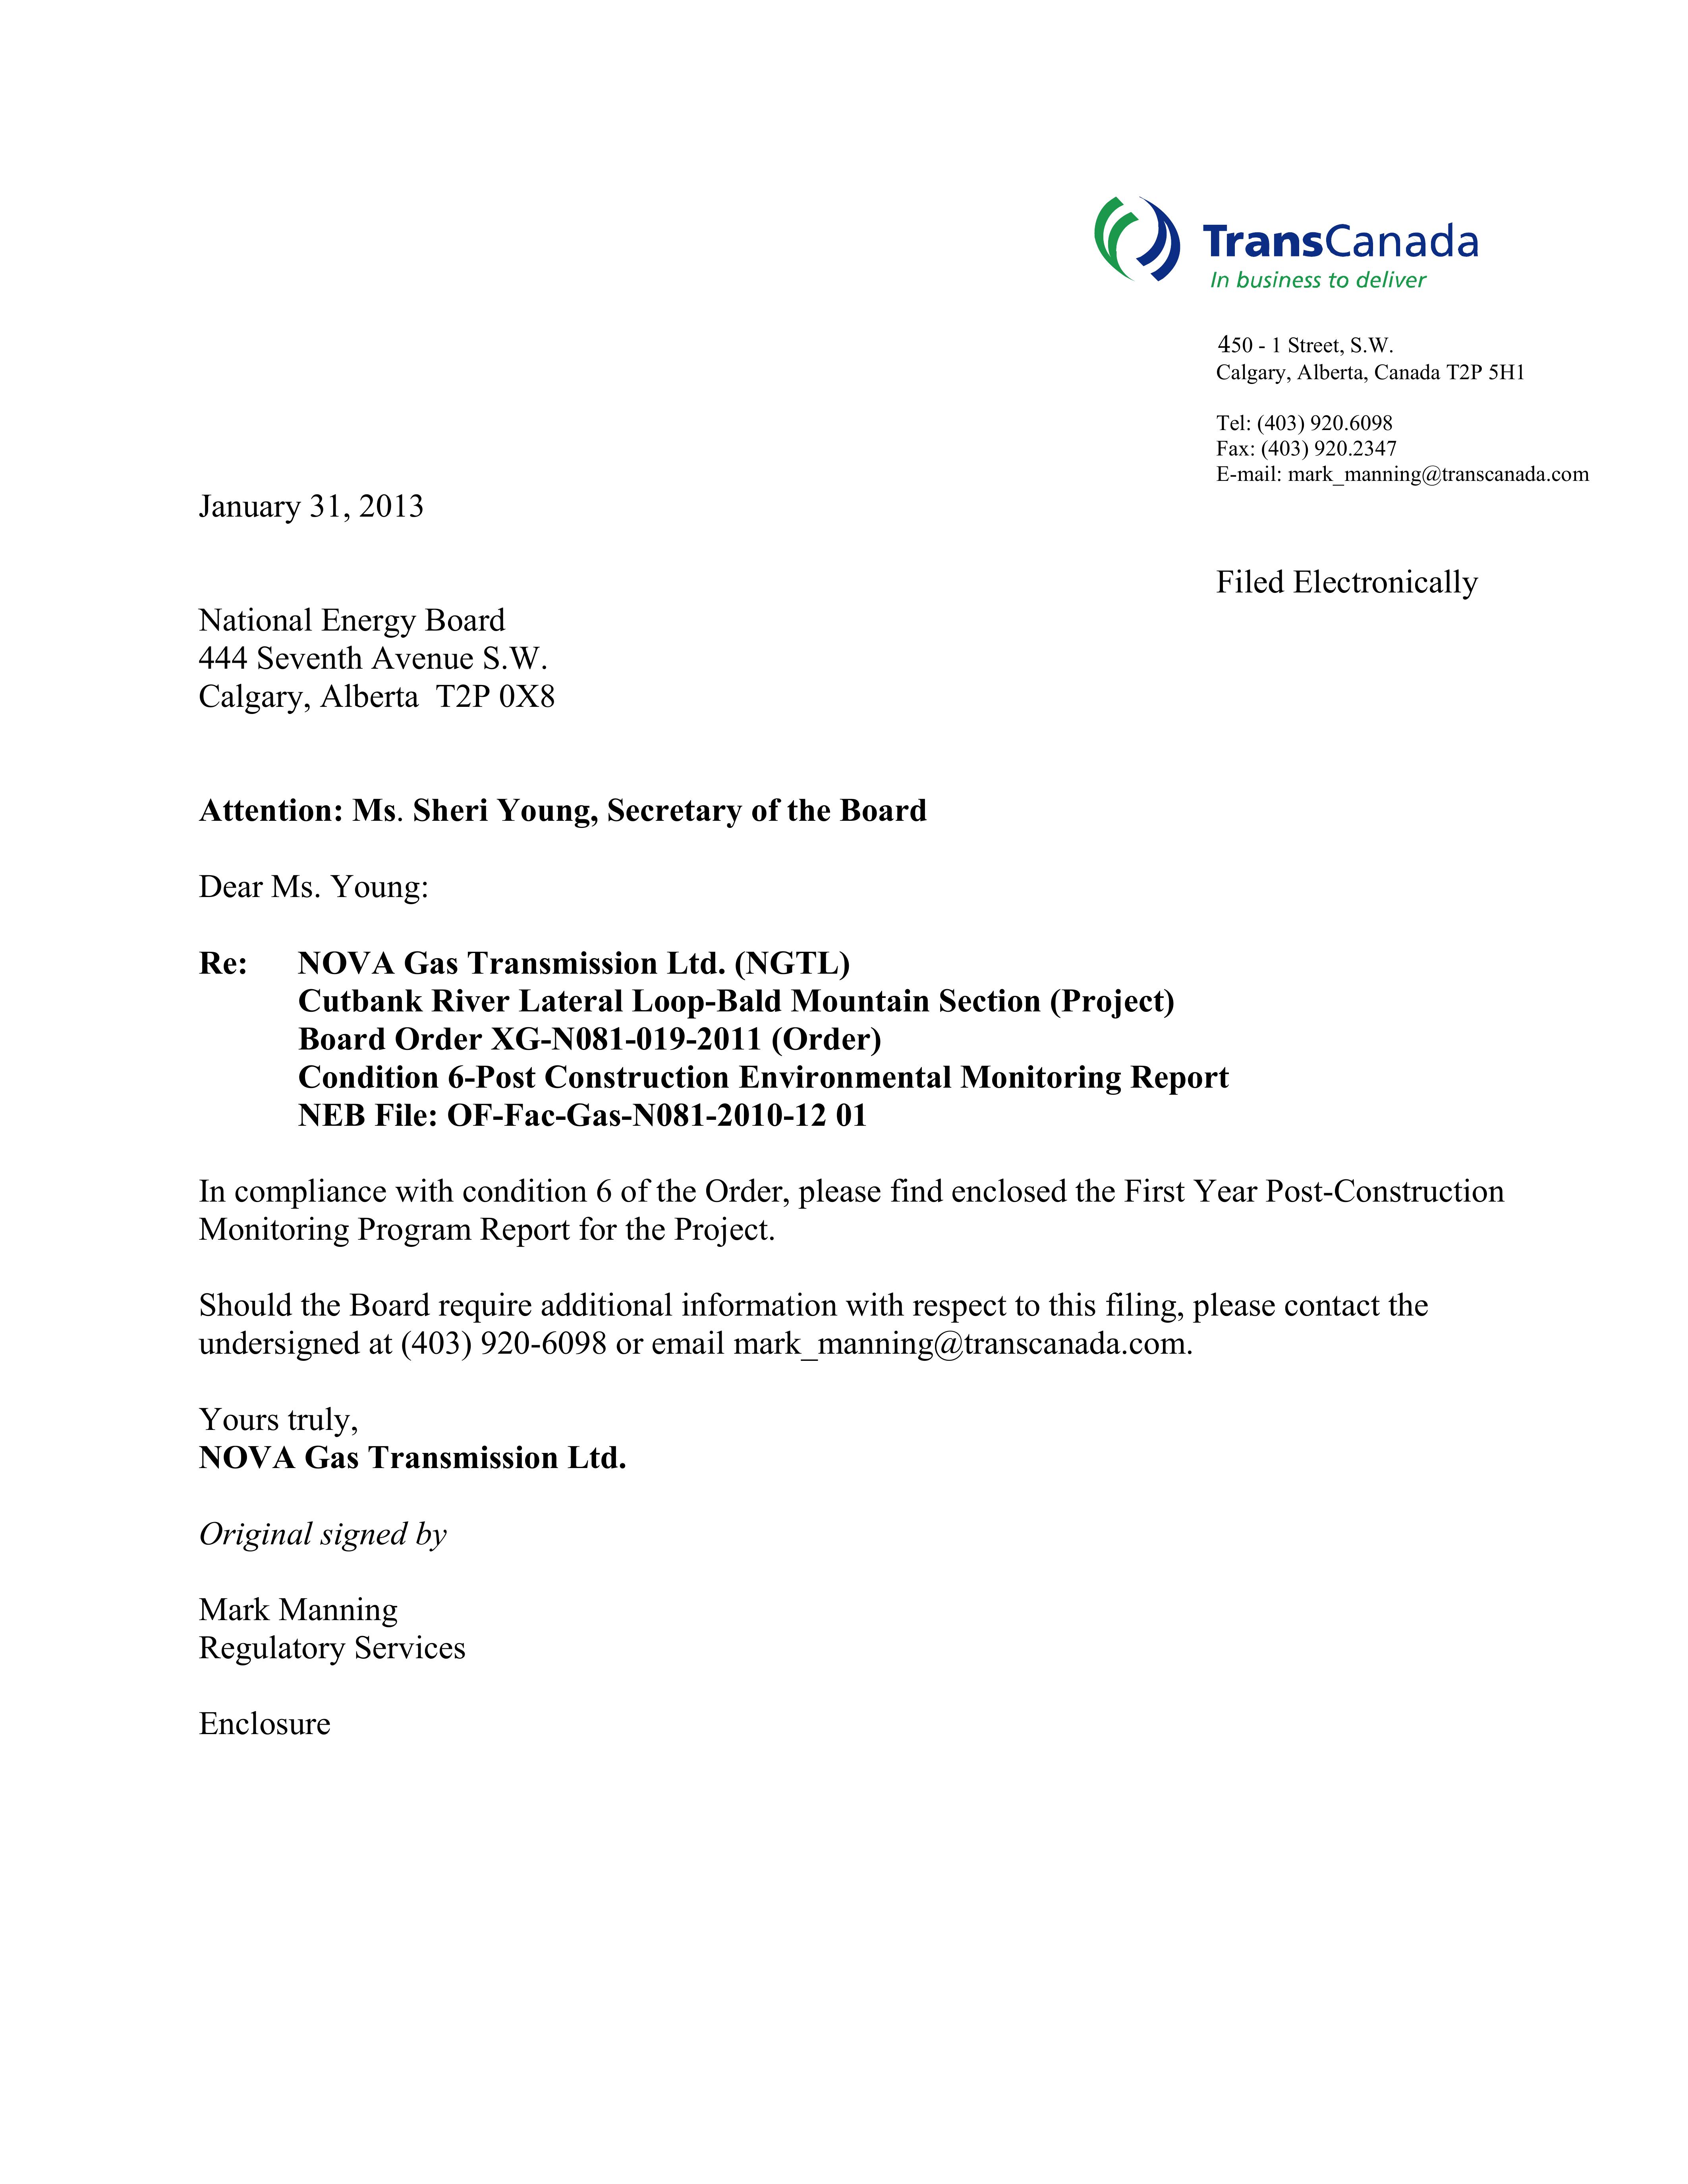 TransCanada
In business to deliver
450 - 1 Street, S.W.
Calgary, Alberta, Canada T2P 5H1
Tel: (403) 920.6098
Fax: (403) 920.2347
E-mail: mark_manning@transcanada.com
January 31, 2013
Filed Electronically
National Energy Board
444 Seventh Avenue S.W.
Calgary, Alberta  T2P 0X8
Attention: Ms. Sheri Young, Secretary of the Board
Dear Ms. Young:
Re: NOVA Gas Transmission Ltd. (NGTL)
Cutbank River Lateral Loop-Bald Mountain Section (Project)
Board Order XG-N081-019-2011 (Order)
Condition 6-Post Construction Environmental Monitoring Report
NEB File: OF-Fac-Gas-N081-2010-12 01
In compliance with condition 6 of the Order, please find enclosed the First Year Post-Construction
Monitoring Program Report for the Project.
Should the Board require additional information with respect to this filing, please contact the
undersigned at (403) 920-6098 or email mark_manning@transcanada.com.
Yours truly,
NOVA Gas Transmission Ltd.
Original signed by
Mark Manning
Regulatory Services
Enclosure